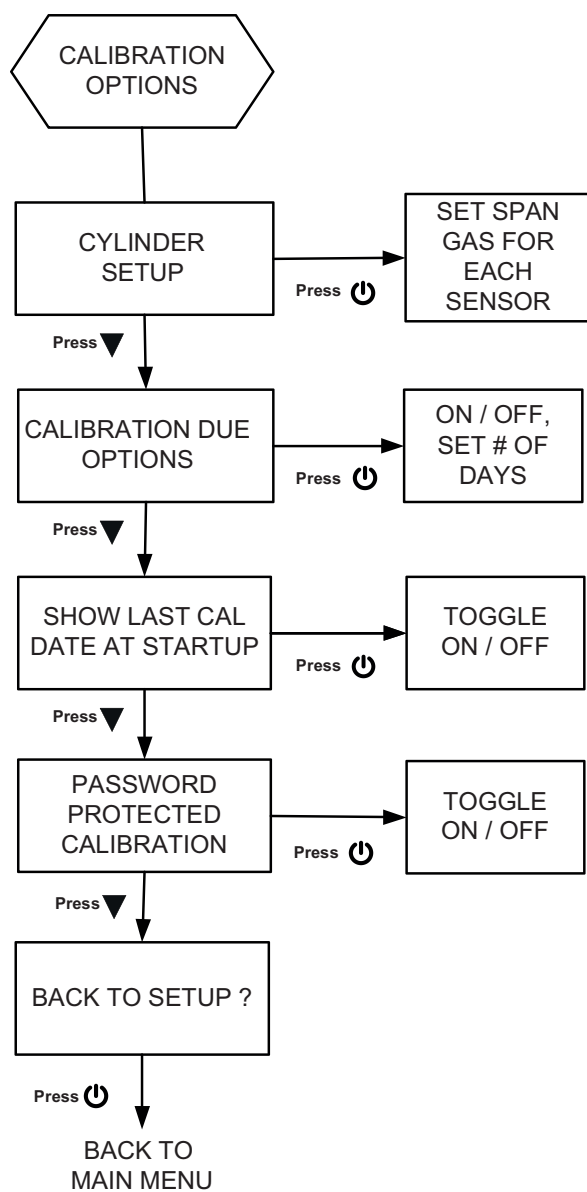 CALIBRATION
OPTIONS
CYLINDER
SETUP
Press
SET SPAN
GAS FOR
EACH
SENSOR
Press
CALIBRATION DUE
OPTIONS
Press
ON / OFF,
SET # OF
DAYS
Press
SHOW LAST CAL
DATE AT STARTUP
Press
TOGGLE
ON / OFF
Press
PASSWORD
PROTECTED
CALIBRATION
Press
TOGGLE
ON / OFF
Press
BACK TO SETUP ?
Press
BACK TO
MAIN MENU